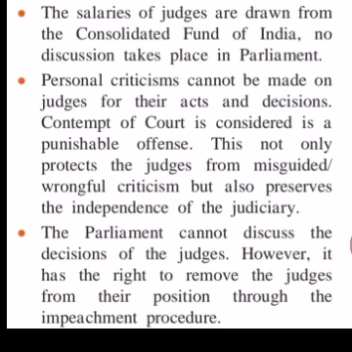 • The salaries of judges are drawn from
the Consolidated Fund of India, no
discussion takes place in Parliament.
• Personal criticisms cannot be made on
judges for their acts and decisions.
Contempt of Court is considered is a
punishable offense. This not only
protects the judges from misguided/
wrongful criticism but also preserves
the independence of the judiciary.
• The Parliament cannot discuss the
decisions of the judges. However, it
has the right to remove the judges
from their position through the
impeachment procedure.